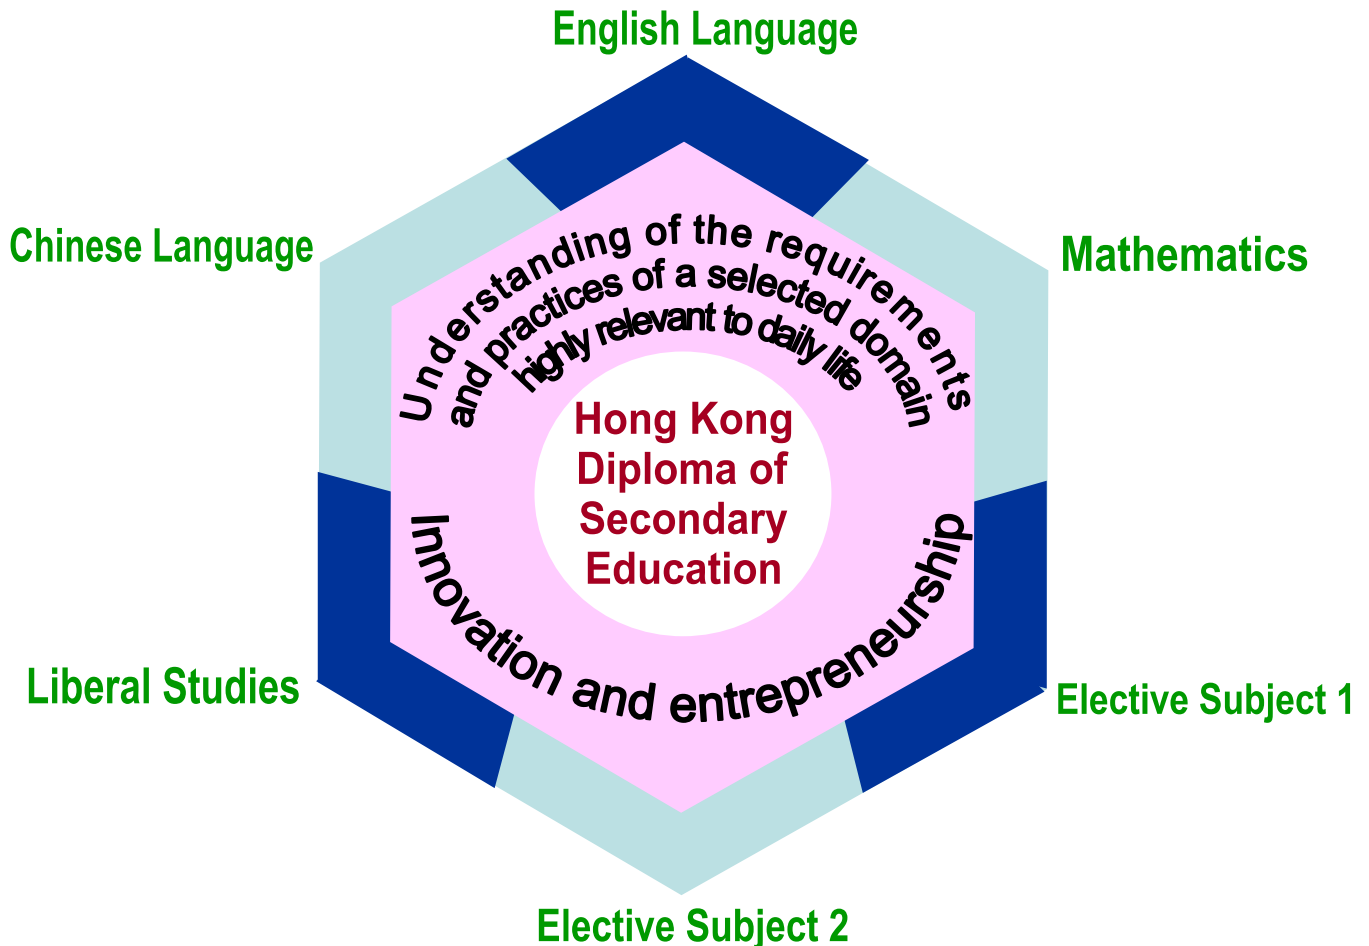 English Language
Chinese Language
Mathematics
Understanding of the requirements
and practices of a selected domain
highly relevant to daily life
Hong Kong
Diploma of
Secondary
Education
Innovation and entrepreneurship
Liberal Studies
Elective Subject 1
Elective Subject 2